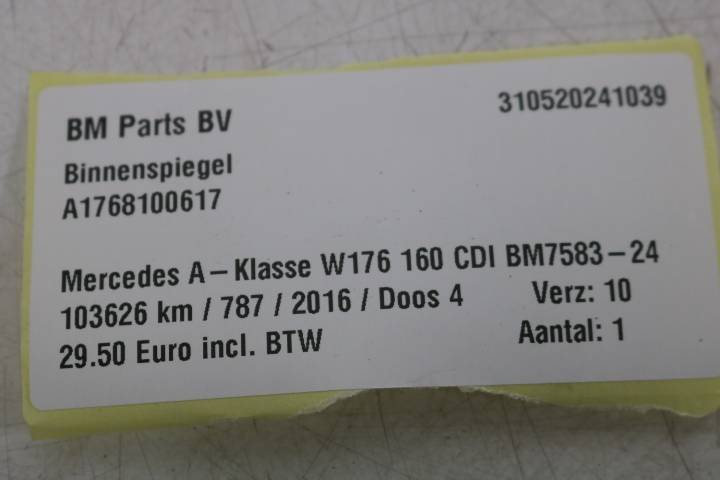 BM Parts BV 310520241039
Binnenspiegel
A1768100617
Mercedes A-Klasse W176 160 CDI BM7583-24
103626 km / 787 / 2016 / Doos 4 Verz: 10
29.50 Euro incl. BTW Aantal: 1